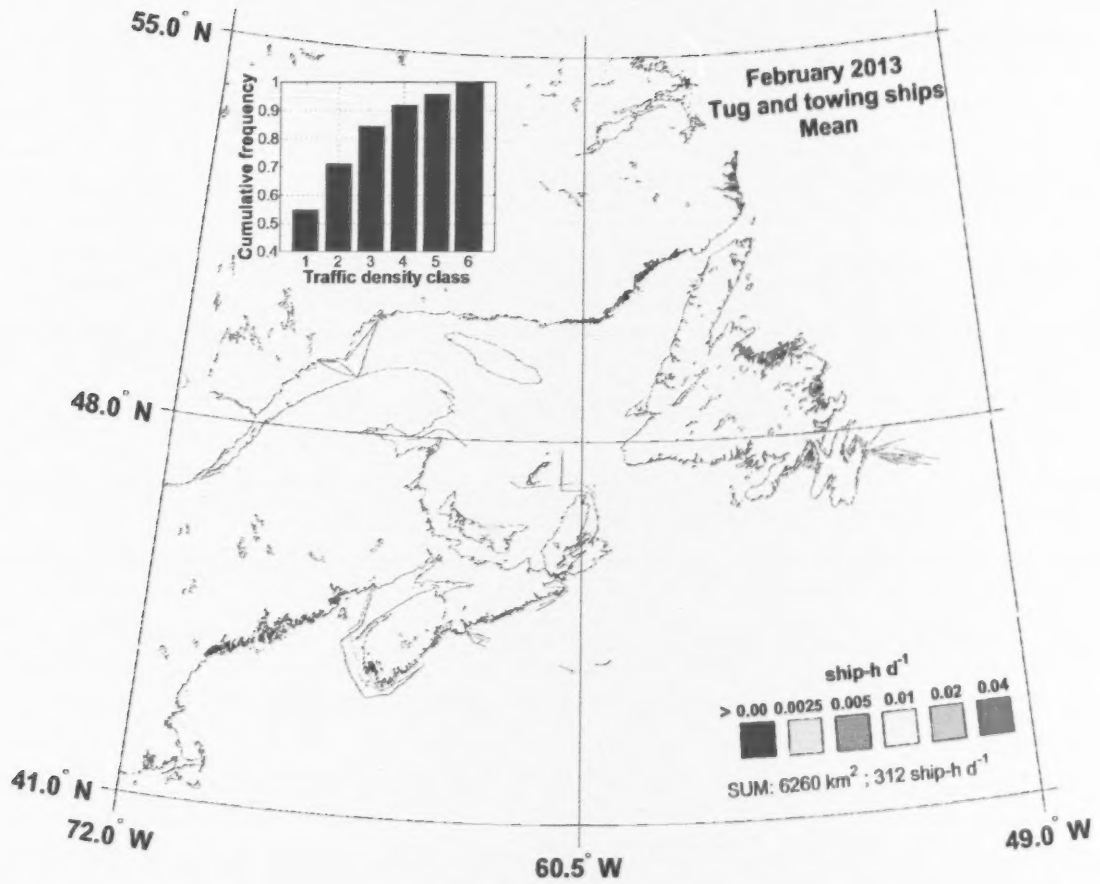 55.0° N
February 2013
Tug and towing ships
Mean
Cumulative frequency
1
0.9
0.8
0.7
0.6
0.5
0.4
1 2 3 4 5 6
Traffic density class
48.0° N
ship-h d⁻¹
> 0.00 0.0025 0.005 0.01 0.02 0.04
SUM: 6260 km² ; 312 ship-h d⁻¹
41.0° N
72.0° W
60.5° W
49.0° W